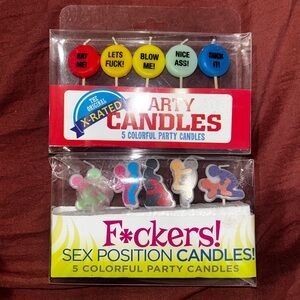 EAT ME!
LETS FUCK!
BLOW ME!
NICE ASS!
SUCK IT!
THE ORIGINAL
X-RATED
PARTY
CANDLES
5 COLORFUL PARTY CANDLES
F*ckers!
SEX POSITION CANDLES!
5 COLORFUL PARTY CANDLES